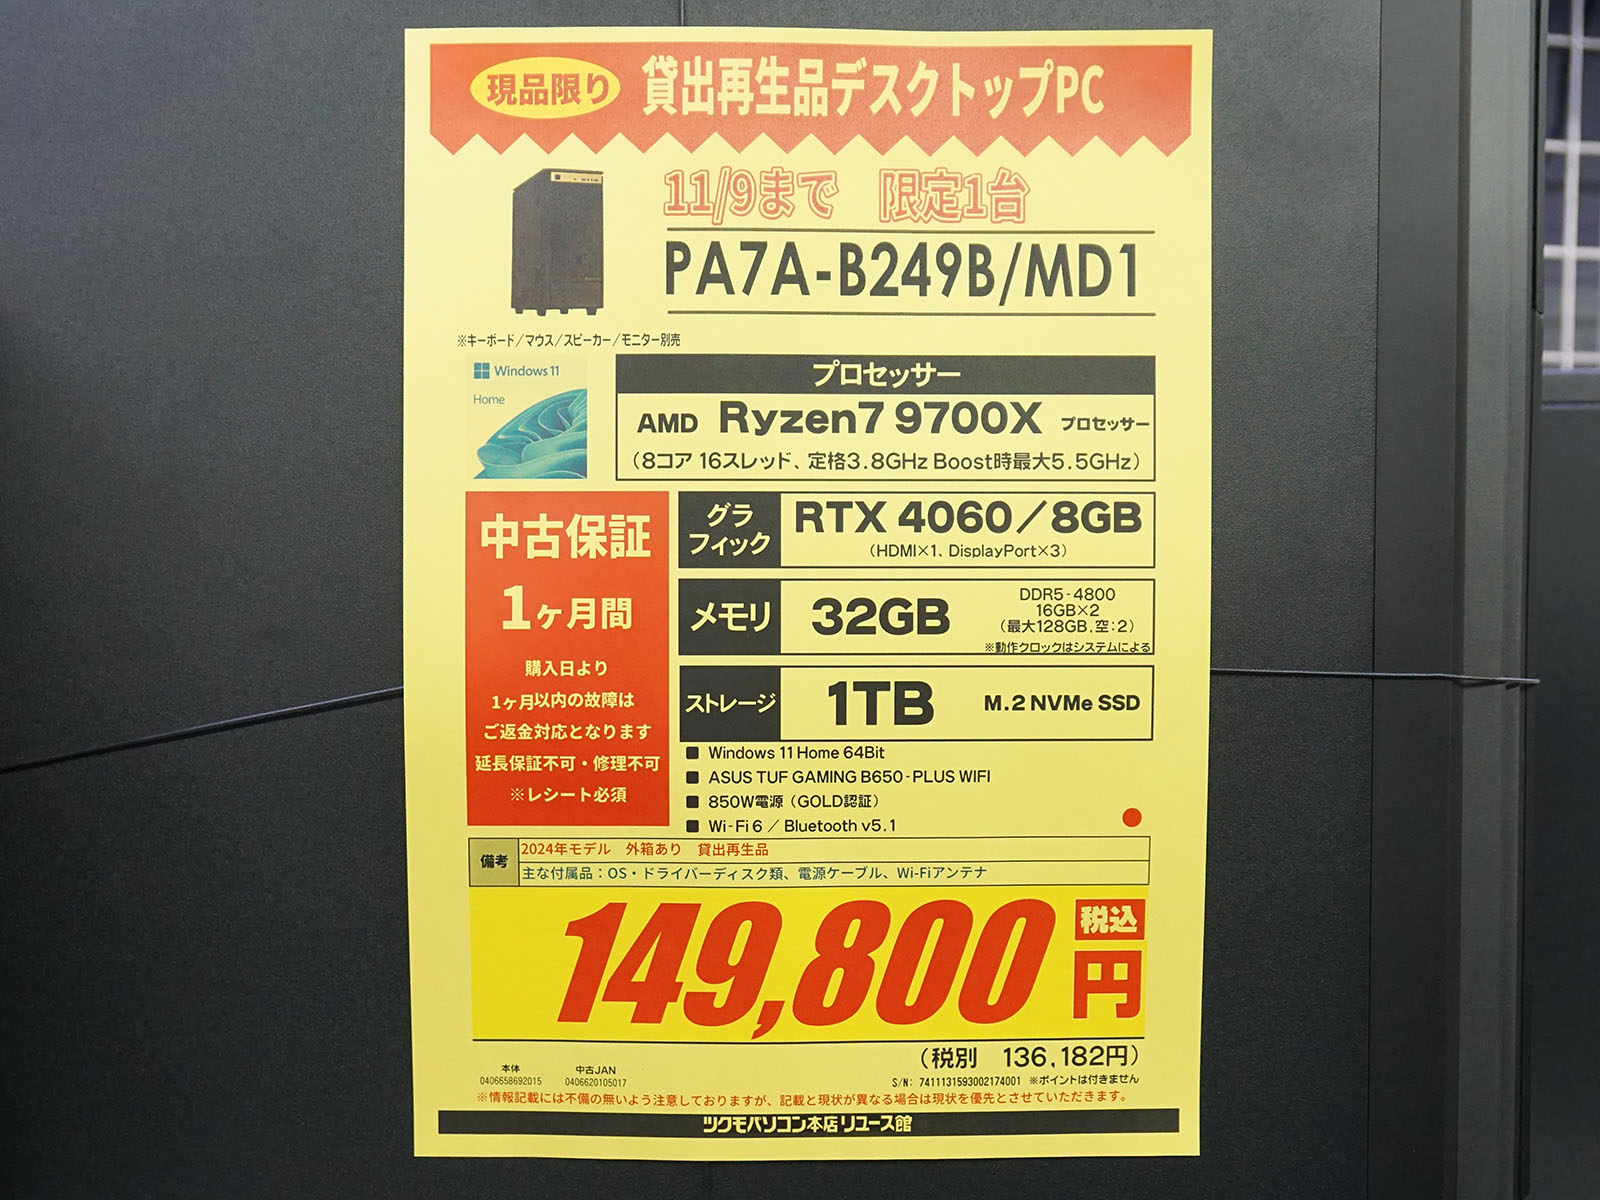 現品限り 貸出再生品デスクトップPC
11/9まで 限定1台
PA7A-B249B/MD1
※キーボード/マウス/スピーカー/モニター別売
Windows 11
Home
プロセッサー
AMD Ryzen7 9700X プロセッサー
(8コア 16スレッド、定格3.8GHz Boost時最大5.5GHz)
中古保証
1ヶ月間
購入日より
1ヶ月以内の故障は
ご返金対応となります
延長保証不可・修理不可
※レシート必須
グラフィック
RTX 4060/8GB
(HDMI×1、DisplayPort×3)
メモリ
32GB
DDR5-4800
16GB×2
(最大128GB,空:2)
※動作クロックはシステムによる
ストレージ
1TB M.2 NVMe SSD
■ Windows 11 Home 64Bit
■ ASUS TUF GAMING B650-PLUS WIFI
■ 850W電源(GOLD認証)
■ Wi-Fi 6 / Bluetooth v5.1
備考
2024年モデル 外箱あり 貸出再生品
主な付属品:OS・ドライバーディスク類、電源ケーブル、Wi-Fiアンテナ
149,800円 税込
(税別 136,182円)
本体 中古JAN
0406658692015 0406620105017
S/N: 7411131593002174001 ※ポイントは付きません
※情報記載には不備の無いよう注意しておりますが、記載と現状が異なる場合は現状を優先とさせていただきます。
ツクモパソコン本店リユース館